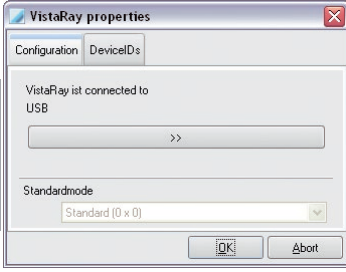 VistaRay properties
Configuration DeviceIDs
VistaRay ist connected to
USB
>>
Standardmode
Standard (0 x 0)
OK Abort